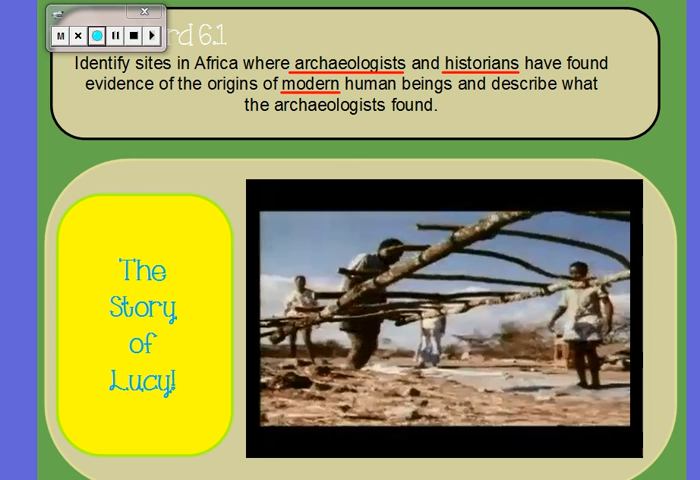 6.1
Identify sites in Africa where archaeologists and historians have found
evidence of the origins of modern human beings and describe what
the archaeologists found.
The
Story
of
Lucy!